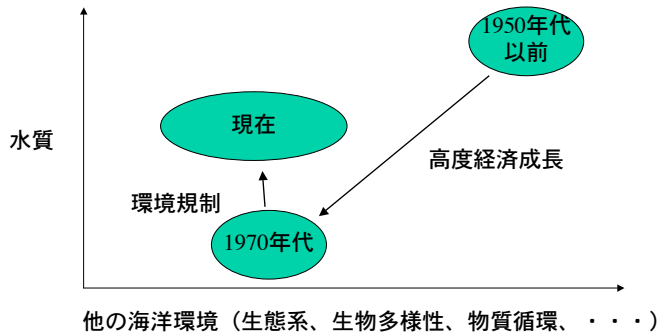 1950年代
以前
現在
水質
高度経済成長
環境規制
1970年代
他の海洋環境（生態系、生物多様性、物質循環、・・・）